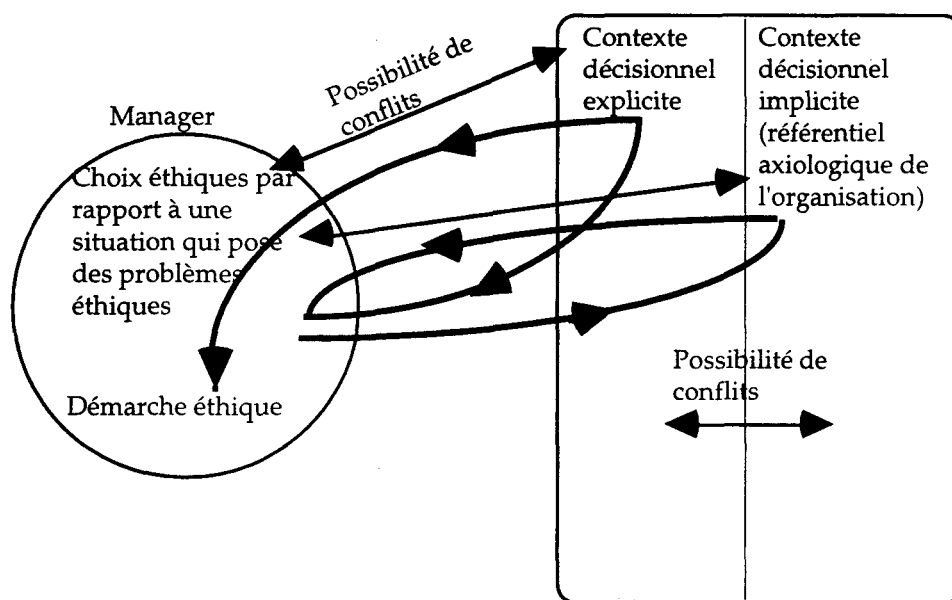 Manager
Choix éthiques par
rapport à une
situation qui pose
des problèmes
éthiques
Démarche éthique
Possibilité de
conflits
Contexte
décisionnel
explicite
Contexte
décisionnel
implicite
(référentiel
axiologique de
l'organisation)
Possibilité de
conflits